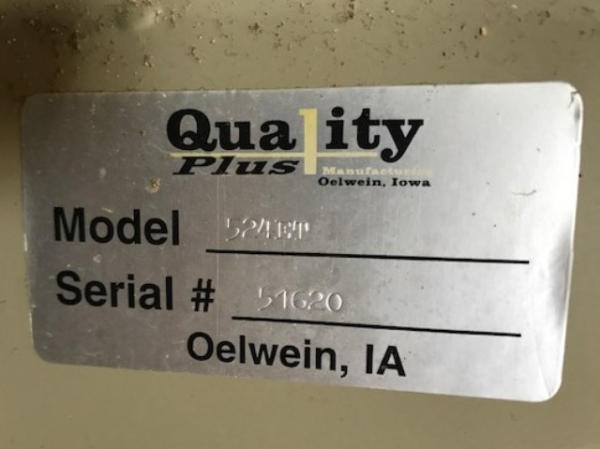 Quality
Plus Manufacturing
Oelwein, Iowa
Model
Serial # 51620
Oelwein, IA